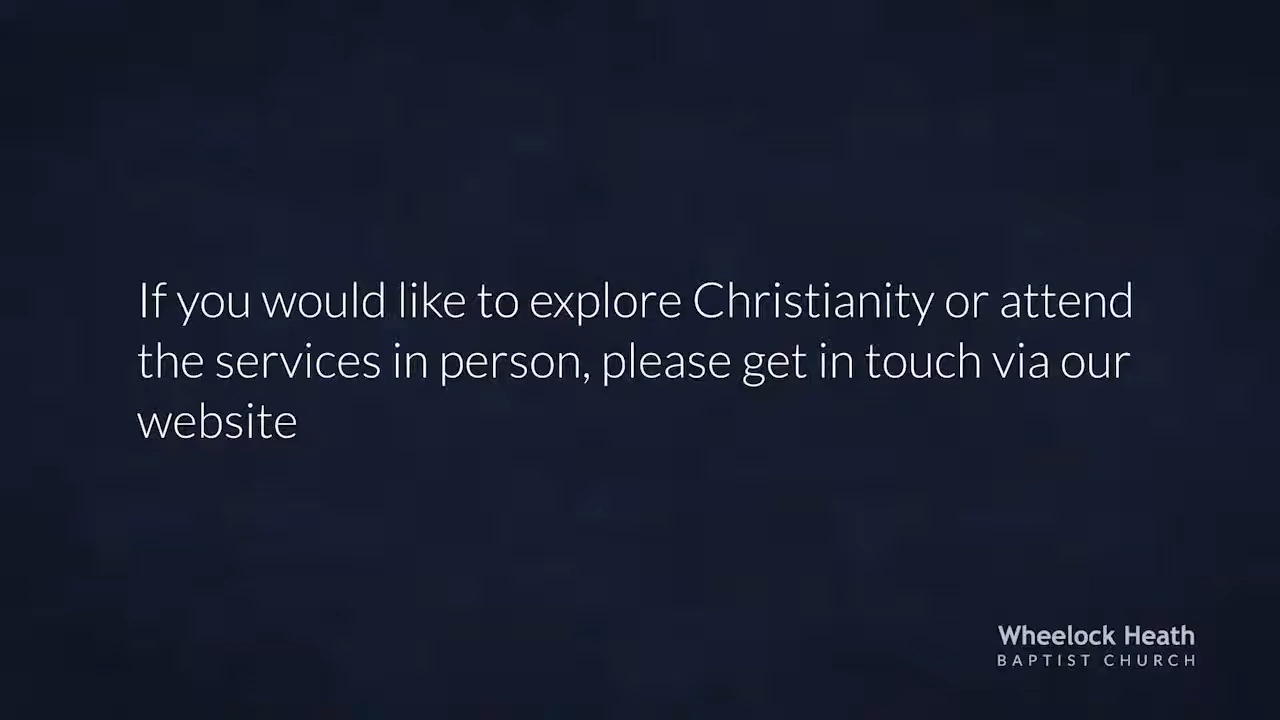 If you would like to explore Christianity or attend
the services in person, please get in touch via our
website
Wheelock Heath
BAPTIST CHURCH